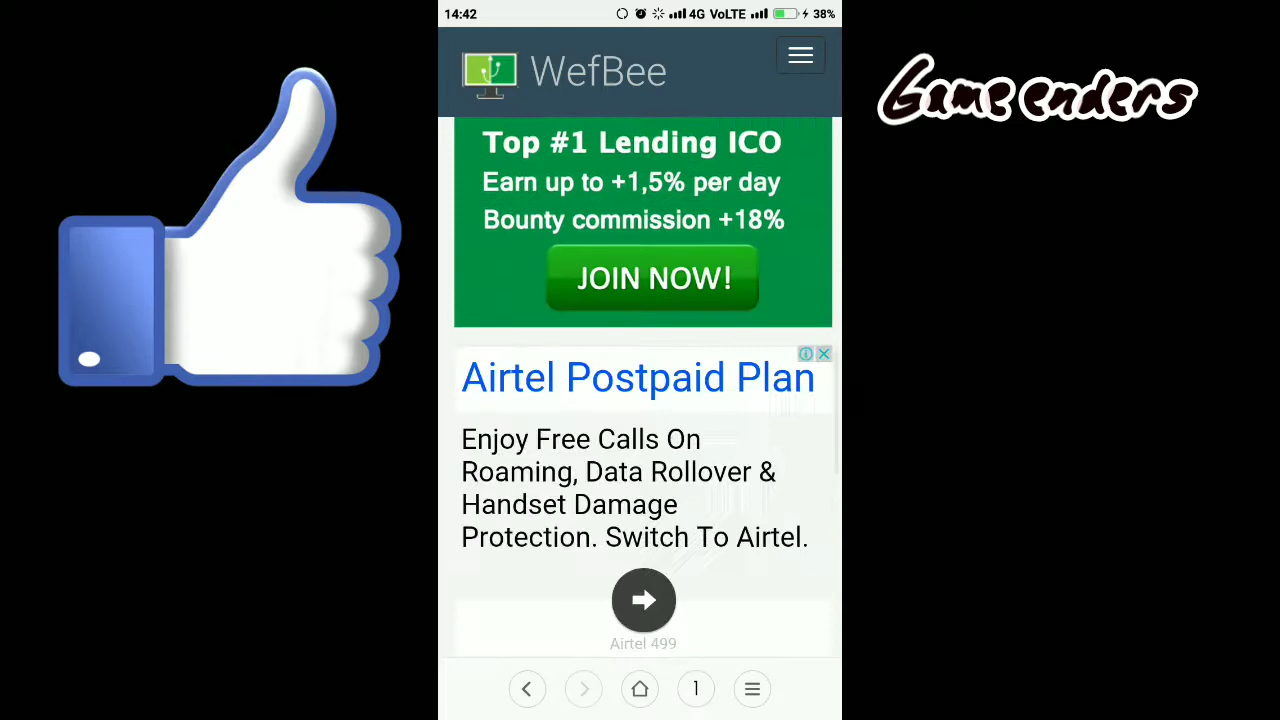 14:42 4G VoLTE 38%
WefBee
Game enders
Top #1 Lending ICO
Earn up to +1,5% per day
Bounty commission +18%
JOIN NOW!
Airtel Postpaid Plan
Enjoy Free Calls On
Roaming, Data Rollover &
Handset Damage
Protection. Switch To Airtel.
Airtel 499
1